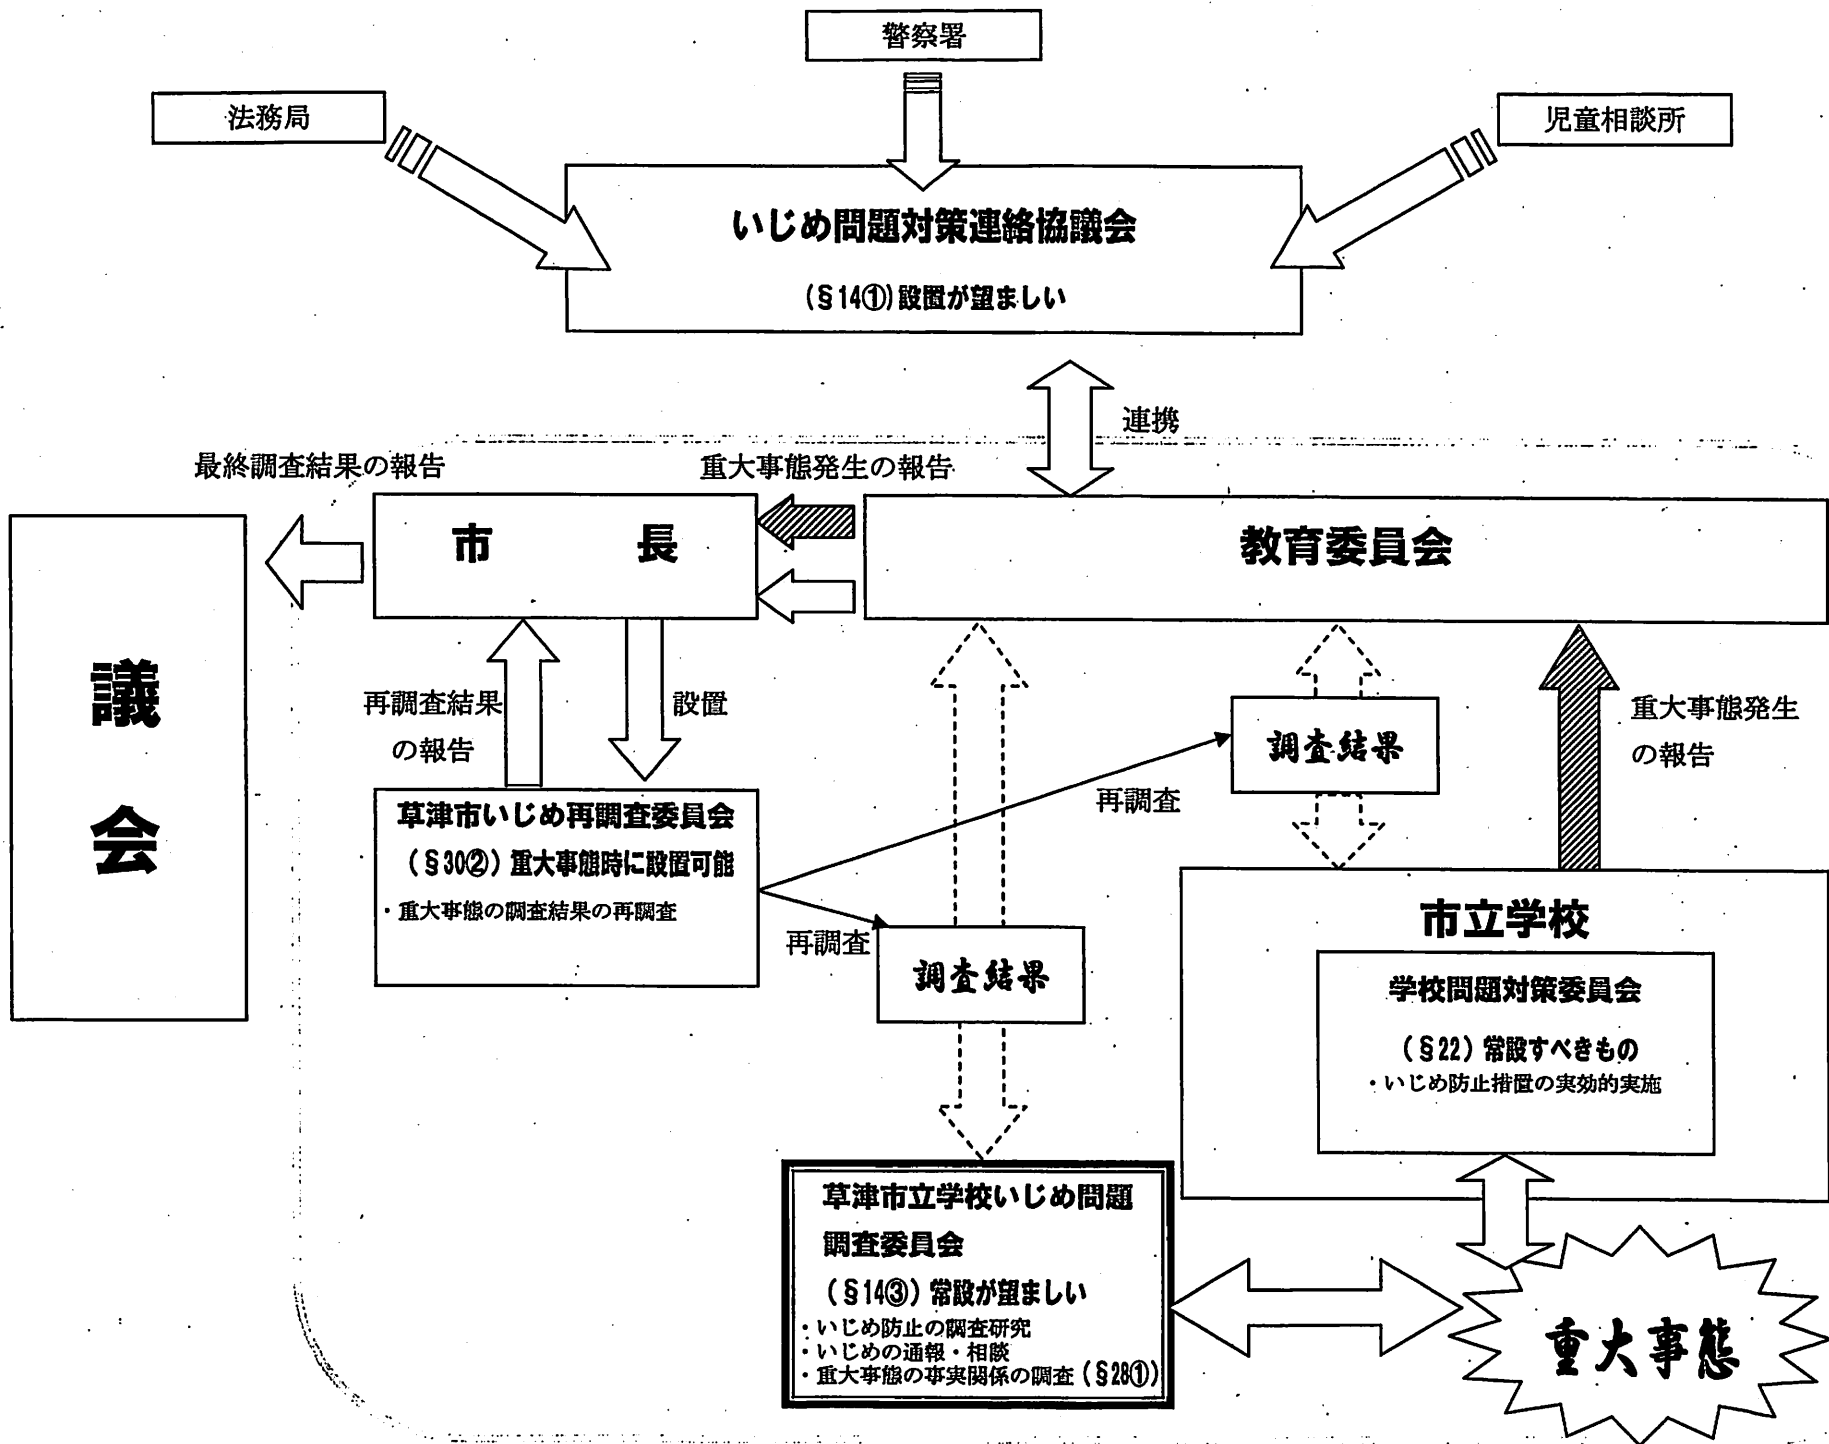 警察署
法務局
児童相談所
いじめ問題対策連絡協議会
(§14①)設置が望ましい
連携
最終調査結果の報告
重大事態発生の報告
市　長
教育委員会
議会
再調査結果
の報告
設置
調査結果
重大事態発生
の報告
再調査
草津市いじめ再調査委員会
(§30②)重大事態時に設置可能
・重大事態の調査結果の再調査
再調査
調査結果
市立学校
学校問題対策委員会
(§22)常設すべきもの
・いじめ防止措置の実効的実施
草津市立学校いじめ問題
調査委員会
(§14③)常設が望ましい
・いじめ防止の調査研究
・いじめの通報・相談
・重大事態の事実関係の調査(§28①)
重大事態